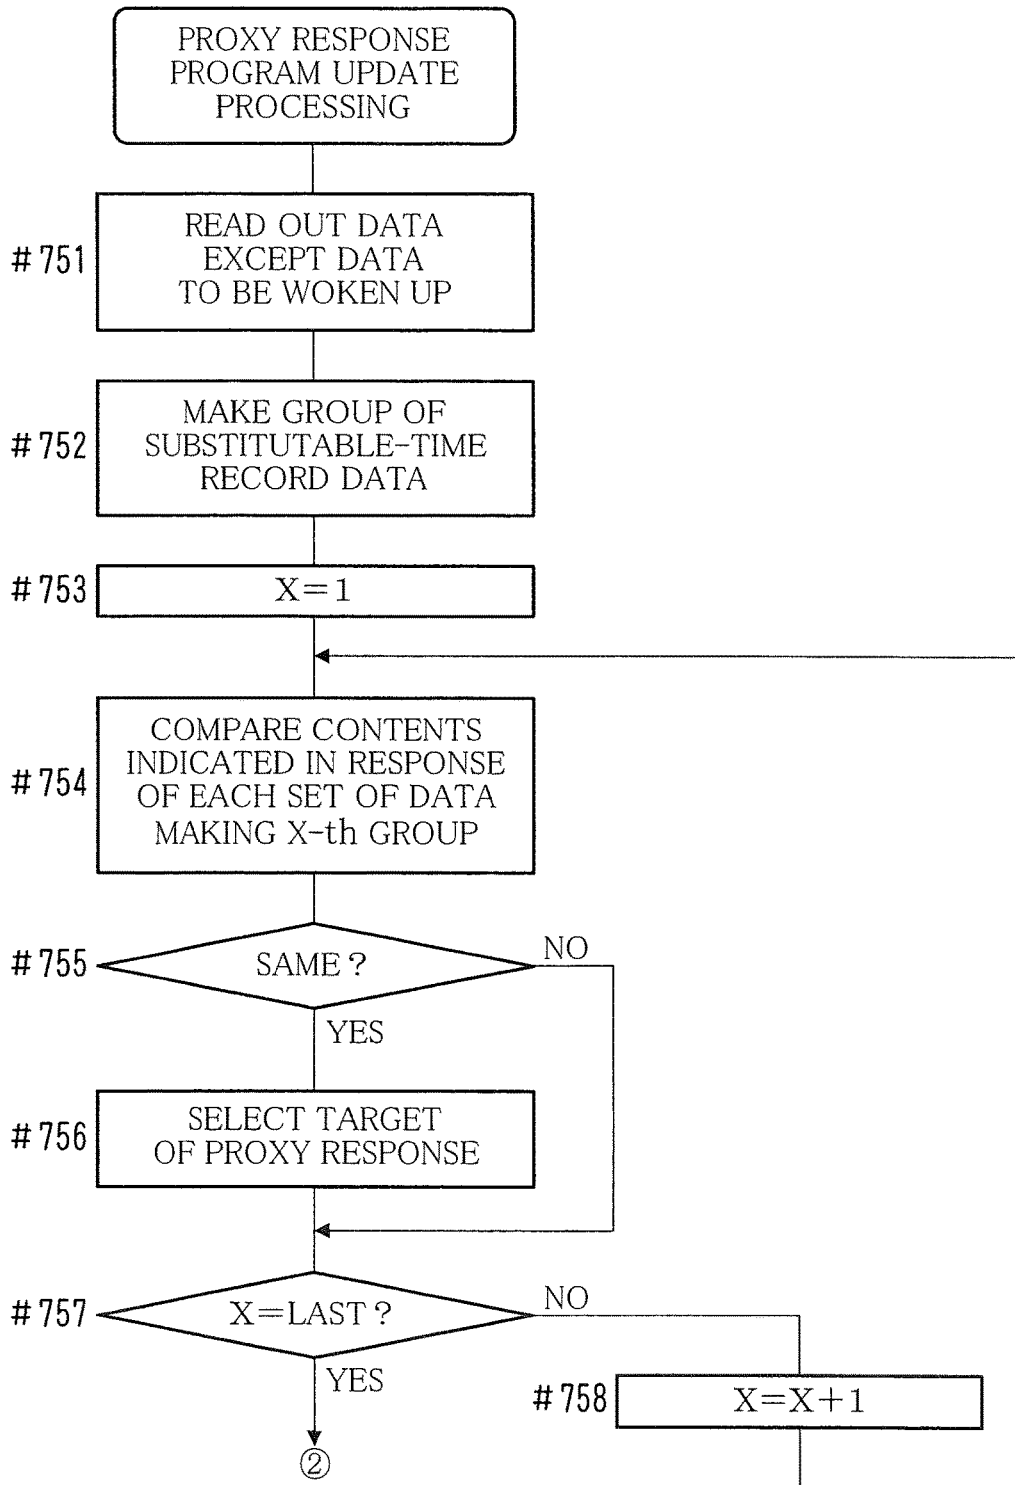 PROXY RESPONSE
PROGRAM UPDATE
PROCESSING
#751
READ OUT DATA
EXCEPT DATA
TO BE WOKEN UP
#752
MAKE GROUP OF
SUBSTITUTABLE-TIME
RECORD DATA
#753
X=1
#754
COMPARE CONTENTS
INDICATED IN RESPONSE
OF EACH SET OF DATA
MAKING X-th GROUP
#755
SAME?
NO
YES
#756
SELECT TARGET
OF PROXY RESPONSE
#757
X=LAST?
NO
YES
#758
X=X+1
②